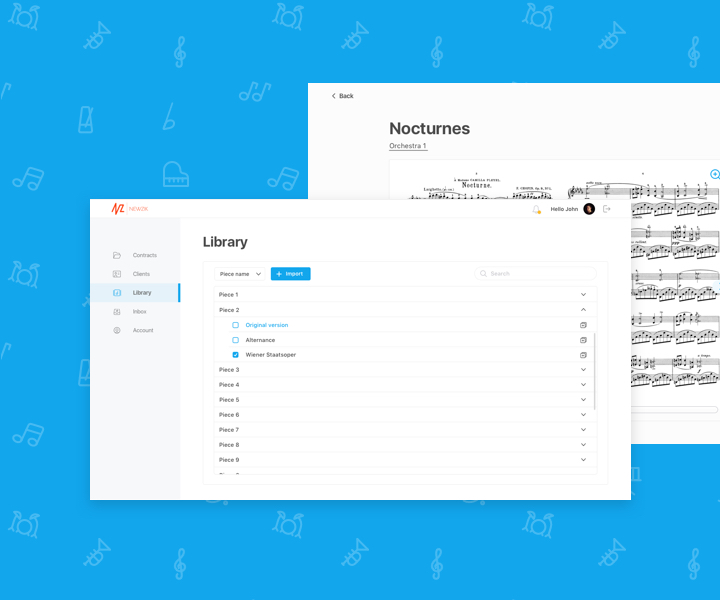 Back
Nocturnes
Orchestra 1
Nocturne.
NZ NEWZIK
Hello John
Library
Contracts
Clients
Library
Inbox
Account
Piece name
+ Import
Search
Piece 1
Piece 2
Original version
Alternance
Wiener Staatsoper
Piece 3
Piece 4
Piece 5
Piece 6
Piece 7
Piece 8
Piece 9